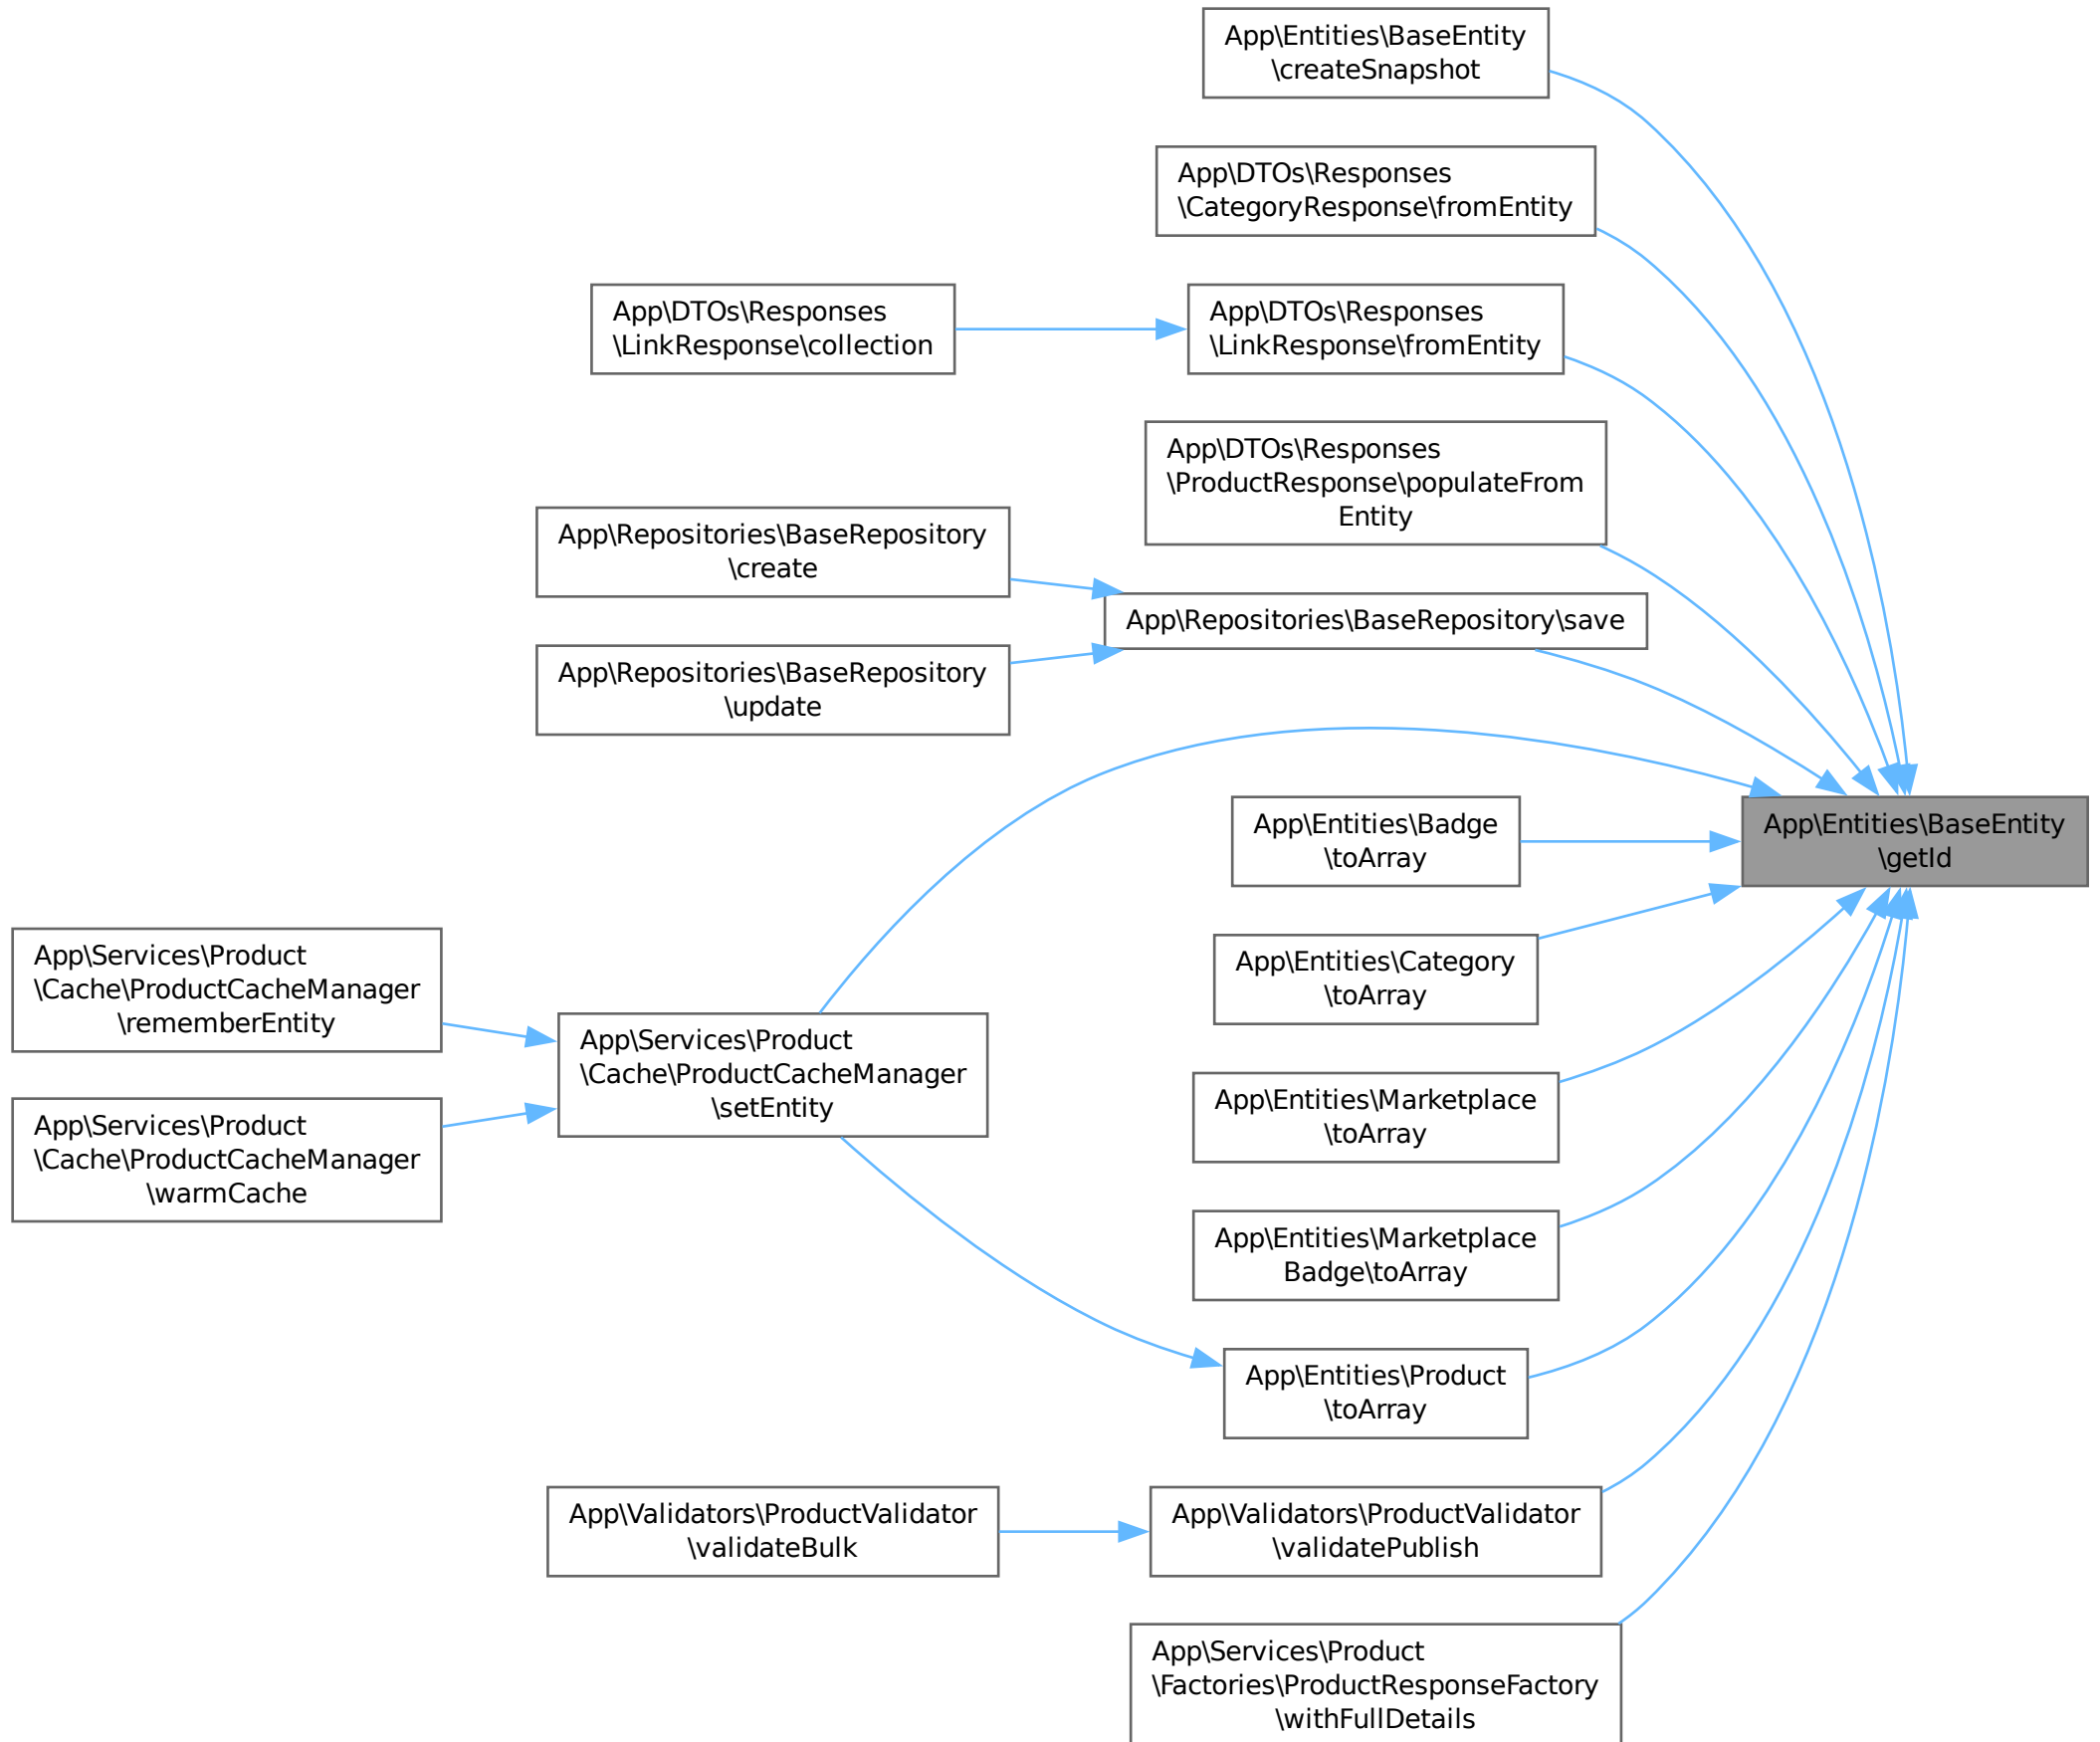 App\Entities\BaseEntity
\createSnapshot
App\DTOs\Responses
\CategoryResponse\fromEntity
App\DTOs\Responses
\LinkResponse\collection
App\DTOs\Responses
\LinkResponse\fromEntity
App\DTOs\Responses
\ProductResponse\populateFrom
Entity
App\Repositories\BaseRepository
\create
App\Repositories\BaseRepository\save
App\Repositories\BaseRepository
\update
App\Entities\Badge
\toArray
App\Entities\BaseEntity
\getId
App\Entities\Category
\toArray
App\Services\Product
\Cache\ProductCacheManager
\rememberEntity
App\Services\Product
\Cache\ProductCacheManager
\setEntity
App\Services\Product
\Cache\ProductCacheManager
\warmCache
App\Entities\Marketplace
\toArray
App\Entities\Marketplace
Badge\toArray
App\Entities\Product
\toArray
App\Validators\ProductValidator
\validateBulk
App\Validators\ProductValidator
\validatePublish
App\Services\Product
\Factories\ProductResponseFactory
\withFullDetails